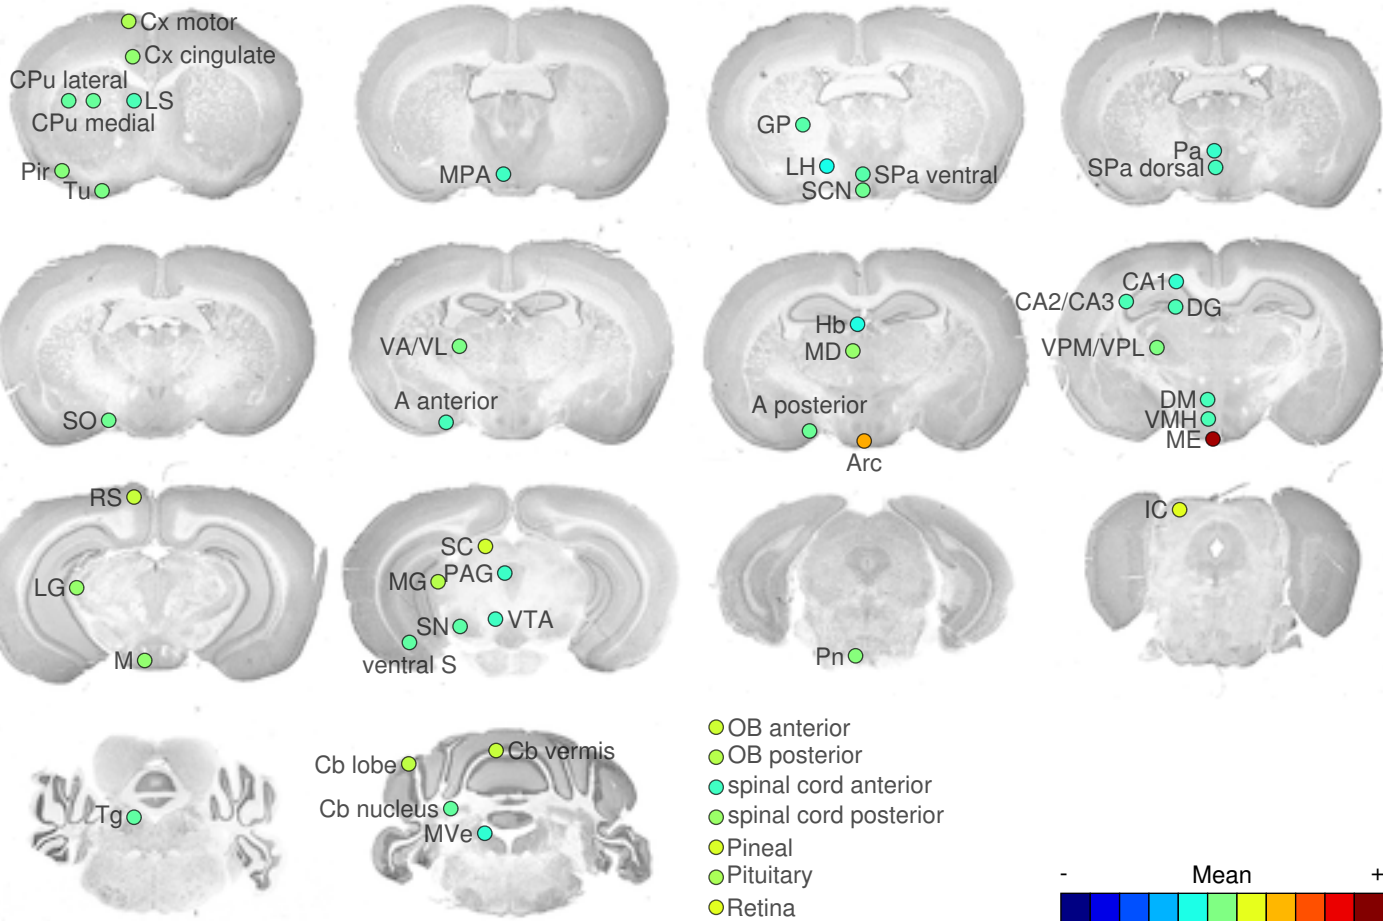 Cx motor
Cx cingulate
CPu lateral
LS
CPu medial
Pir
Tu
MPA
GP
LH
SPa ventral
SCN
Pa
SPa dorsal
SO
VA/VL
A anterior
Hb
MD
A posterior
Arc
CA1
CA2/CA3
DG
VPM/VPL
DM
VMH
ME
RS
LG
M
SC
MG
PAG
SN
VTA
ventral S
Pn
IC
Tg
Cb lobe
Cb vermis
Cb nucleus
MVe
OB anterior
OB posterior
spinal cord anterior
spinal cord posterior
Pineal
Pituitary
Retina
- Mean +